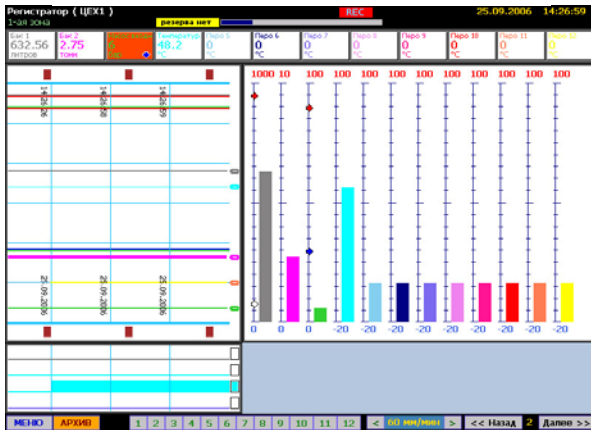 Регистратор ( ЦЕХ1 ) REC 25.09.2006 14:26:59
1-ая зона резерва нет
Бак 1 Бак 2 Температура Перо 5 Перо 6 Перо 7 Перо 8 Перо 9 Перо 10 Перо 11 Перо 12
632.56 2.75 6 48.2 0 0 0 0 0 0 0 0
литров тонн °C °C °C °C °C °C °C °C °C
1000 10 100 100 100 100 100 100 100 100 100 100
14:26:26 14:26:58 14:26:59
25.09.2006 25.09.2006 25.09.2006
0 0 0 -20 -20 -20 -20 -20 -20 -20 -20 -20
МЕНЮ АРХИВ 1 2 3 4 5 6 7 8 9 10 11 12 < 60 мм/мин > << Назад 2 Далее >>